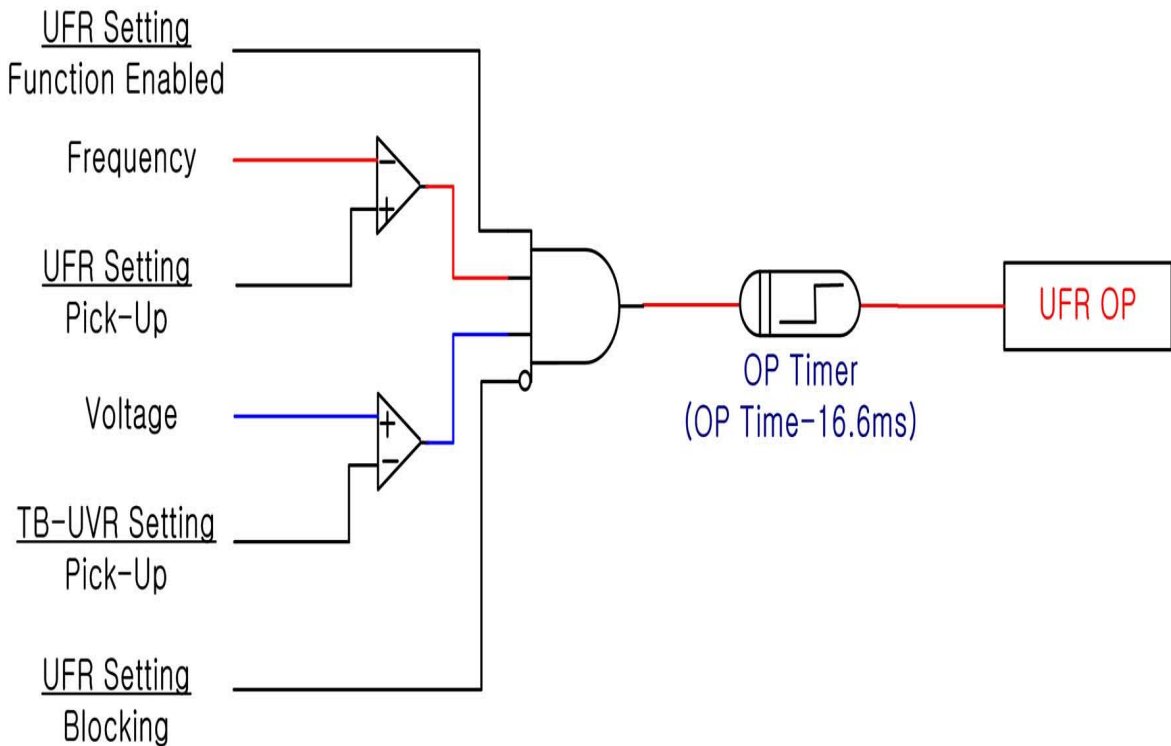 UFR Setting
Function Enabled
Frequency
UFR Setting
Pick-Up
Voltage
TB-UVR Setting
Pick-Up
UFR Setting
Blocking
OP Timer
(OP Time-16.6ms)
UFR OP